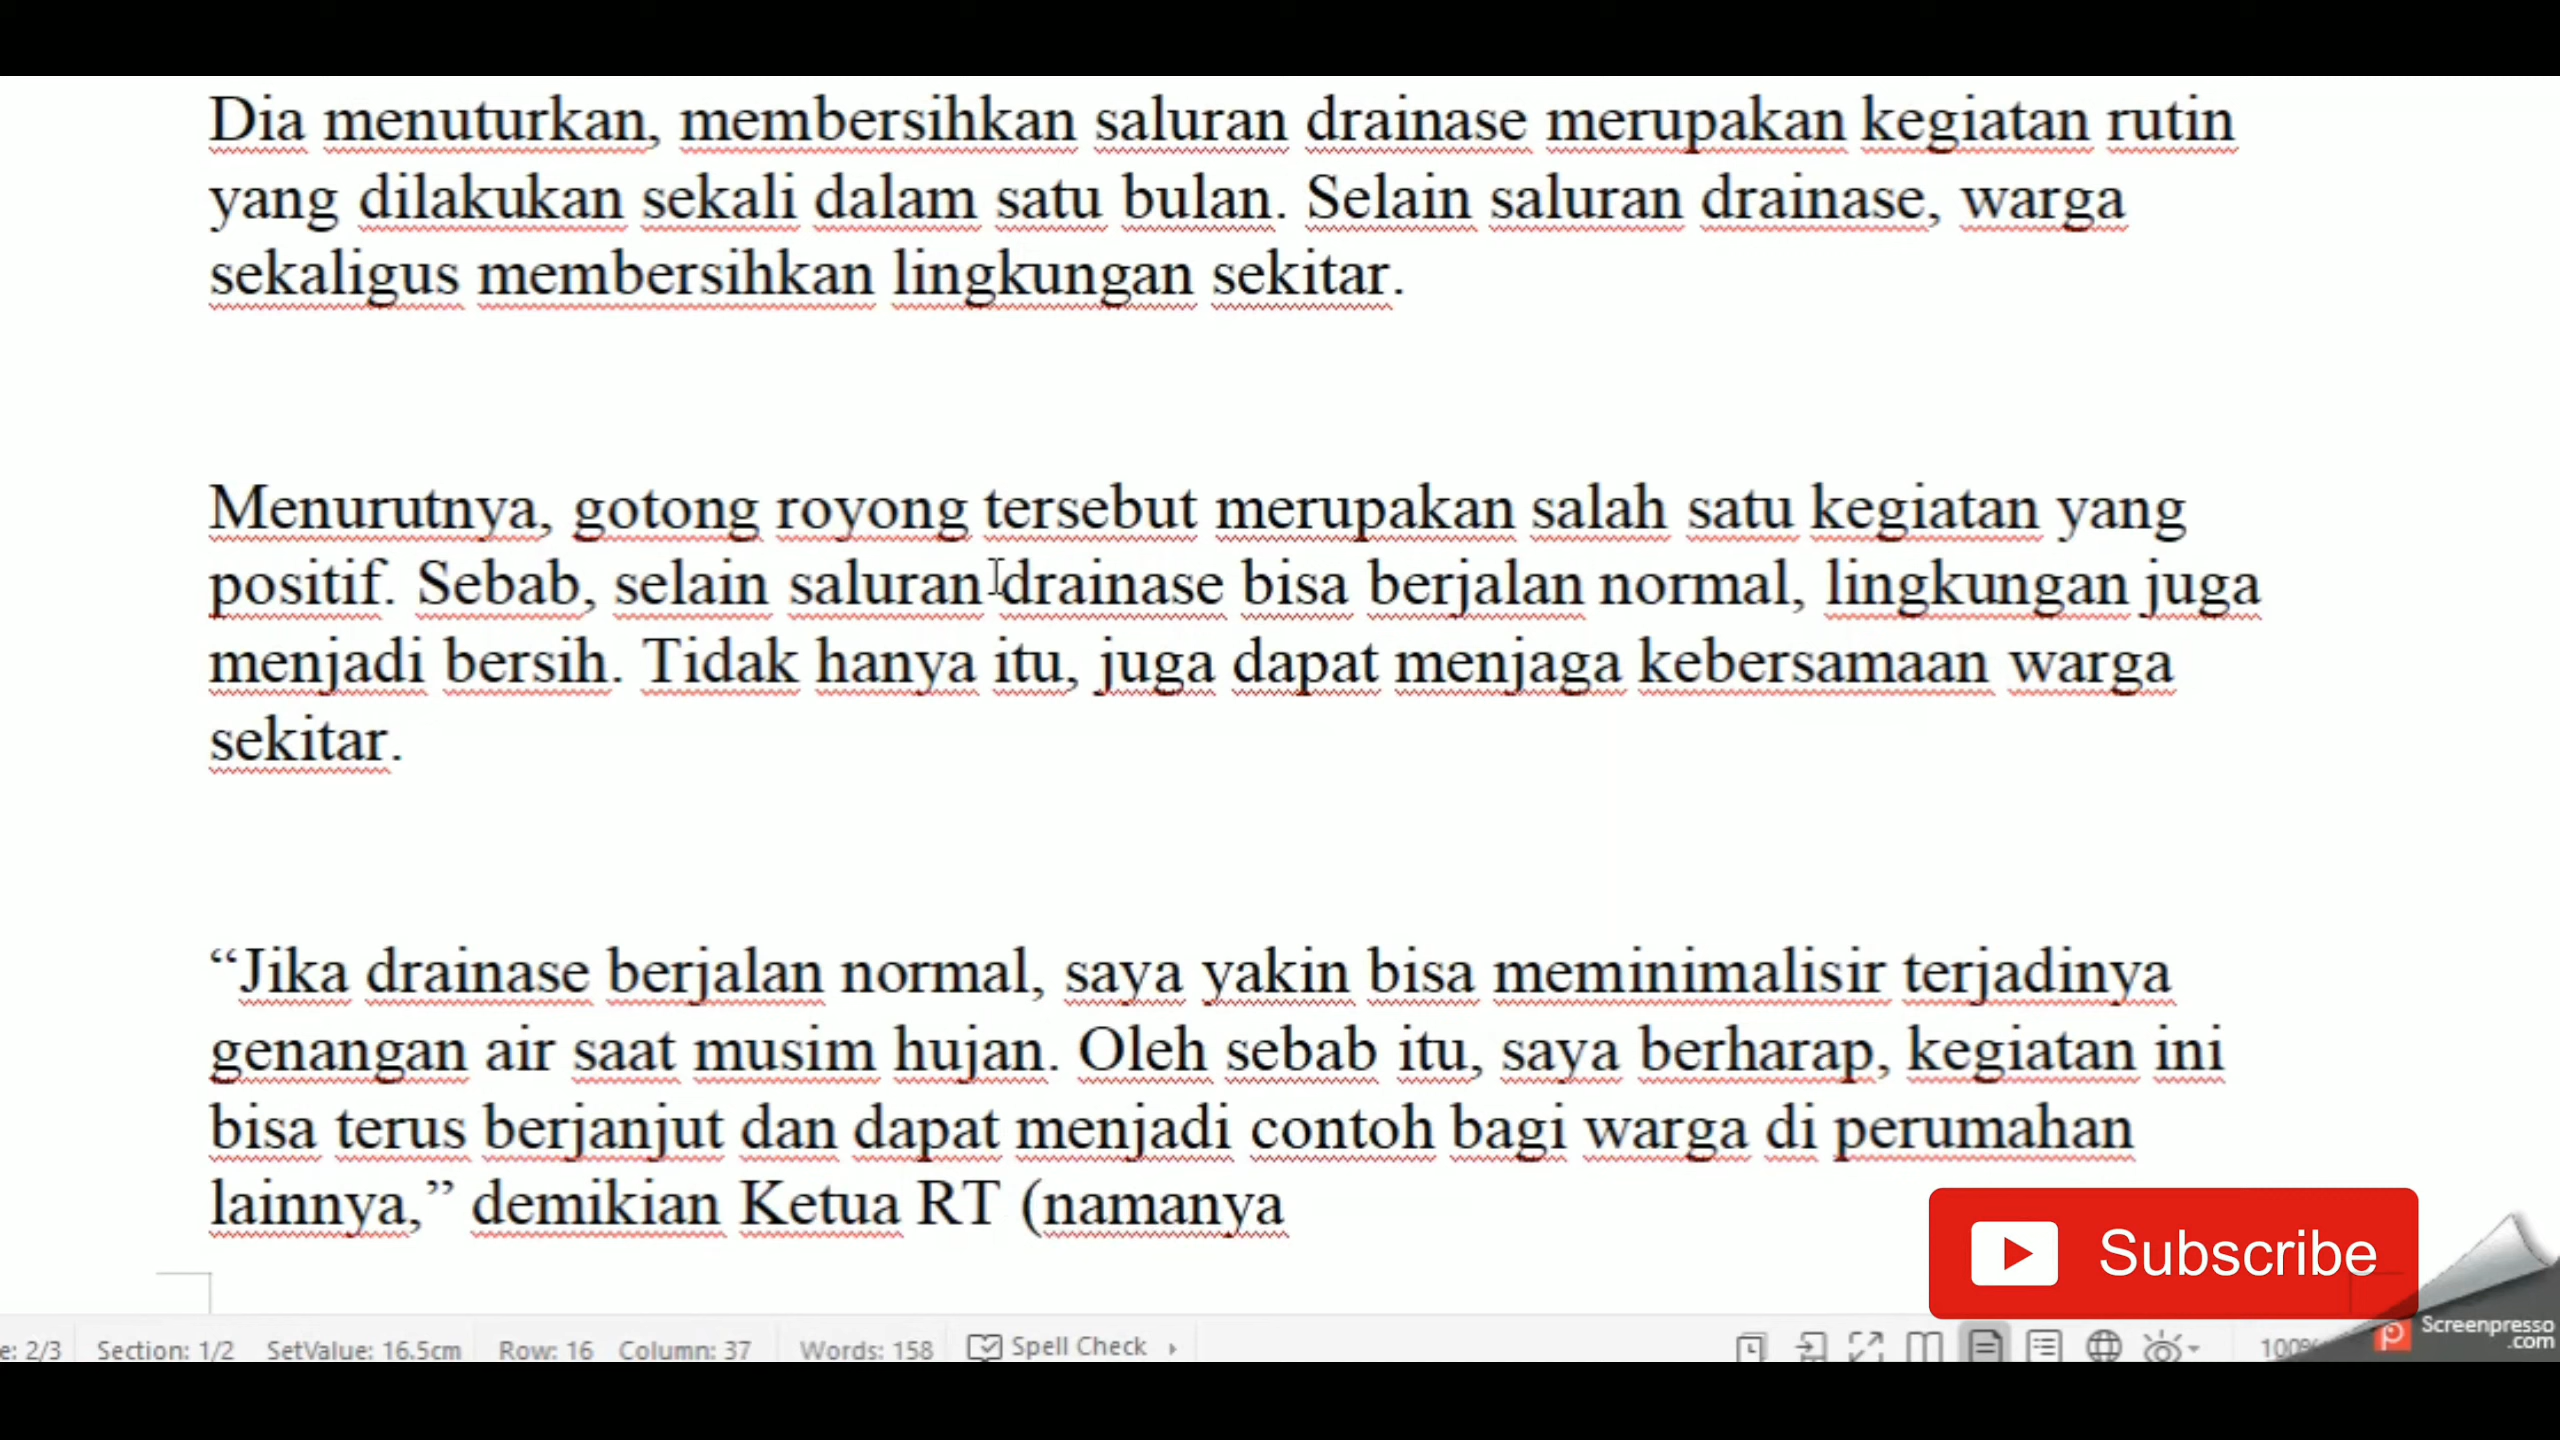 Dia menuturkan, membersihkan saluran drainase merupakan kegiatan rutin
yang dilakukan sekali dalam satu bulan. Selain saluran drainase, warga
sekaligus membersihkan lingkungan sekitar.
Menurutnya, gotong royong tersebut merupakan salah satu kegiatan yang
positif. Sebab, selain saluran drainase bisa berjalan normal, lingkungan juga
menjadi bersih. Tidak hanya itu, juga dapat menjaga kebersamaan warga
sekitar.
“Jika drainase berjalan normal, saya yakin bisa meminimalisir terjadinya
genangan air saat musim hujan. Oleh sebab itu, saya berharap, kegiatan ini
bisa terus berjanjut dan dapat menjadi contoh bagi warga di perumahan
lainnya,” demikian Ketua RT (namanya
Subscribe
e: 2/3 Section: 1/2 SetValue: 16.5cm Row: 16 Column: 37 Words: 158 Spell Check 100%
Screenpresso
.com